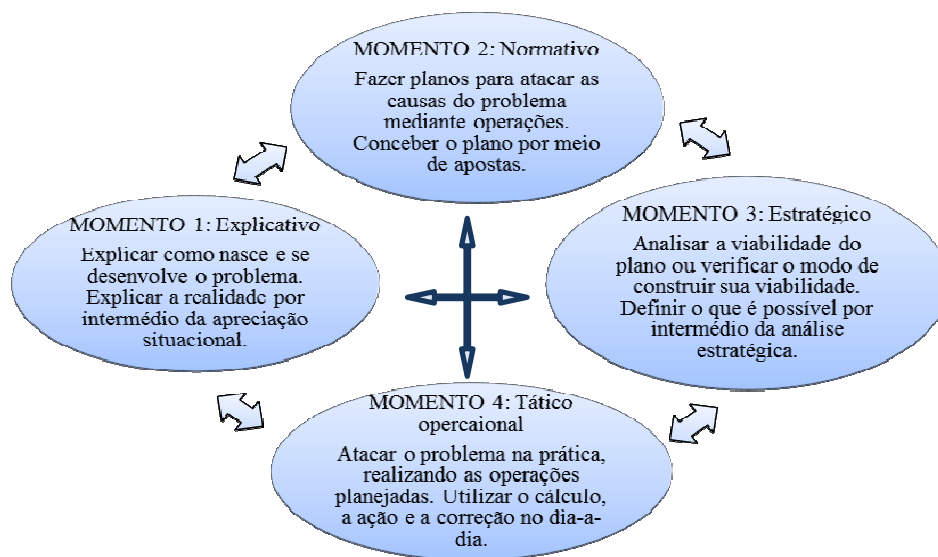 MOMENTO 2: Normativo
Fazer planos para atacar as
causas do problema
mediante operações.
Conceber o plano por meio
de apostas.
MOMENTO 1: Explicativo
Explicar como nasce e se
desenvolve o problema.
Explicar a realidade por
intermédio da apreciação
situacional.
MOMENTO 3: Estratégico
Analisar a viabilidade do
plano ou verificar o modo de
construir sua viabilidade.
Definir o que é possível por
intermédio da análise
estratégica.
MOMENTO 4: Tático
opercaional
Atacar o problema na prática,
realizando as operações
planejadas. Utilizar o cálculo,
a ação e a correção no dia-a-
dia.